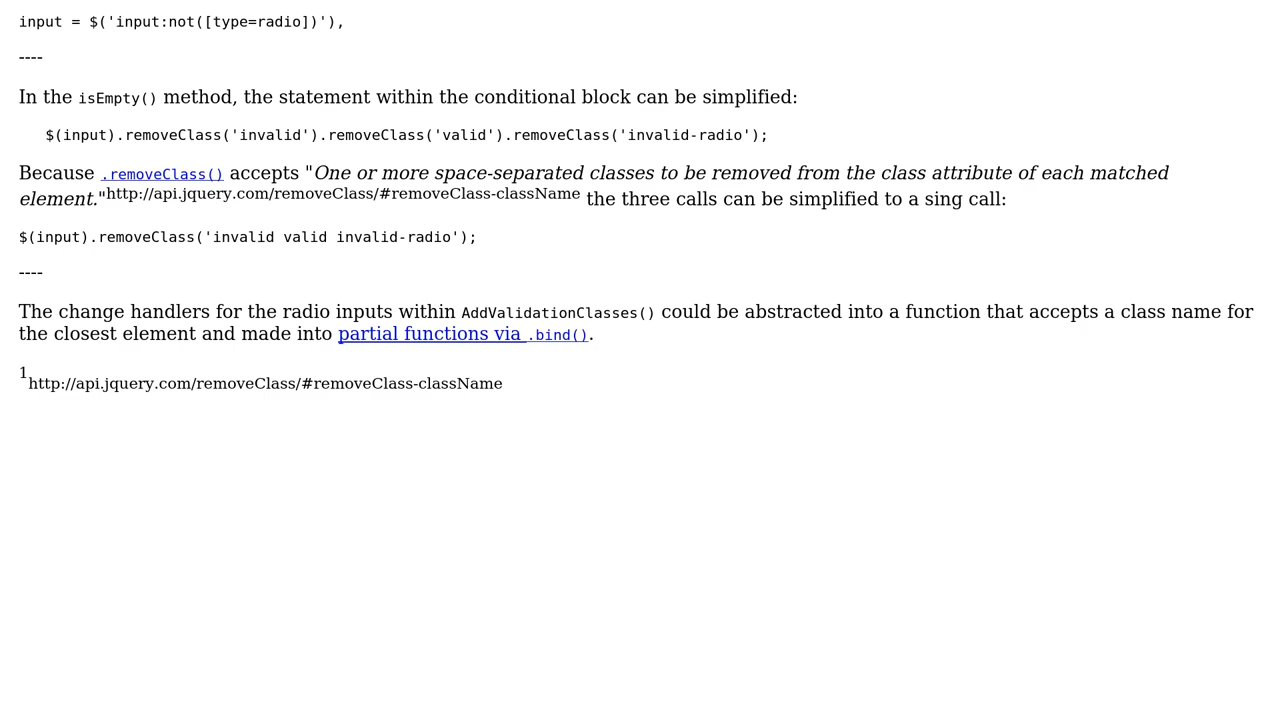 input = $('input:not([type=radio])'),
----
In the isEmpty() method, the statement within the conditional block can be simplified:
$(input).removeClass('invalid').removeClass('valid').removeClass('invalid-radio');
Because .removeClass() accepts "One or more space-separated classes to be removed from the class attribute of each matched
element."http://api.jquery.com/removeClass/#removeClass-className the three calls can be simplified to a sing call:
$(input).removeClass('invalid valid invalid-radio');
----
The change handlers for the radio inputs within AddValidationClasses() could be abstracted into a function that accepts a class name for
the closest element and made into partial functions via .bind().
1http://api.jquery.com/removeClass/#removeClass-className